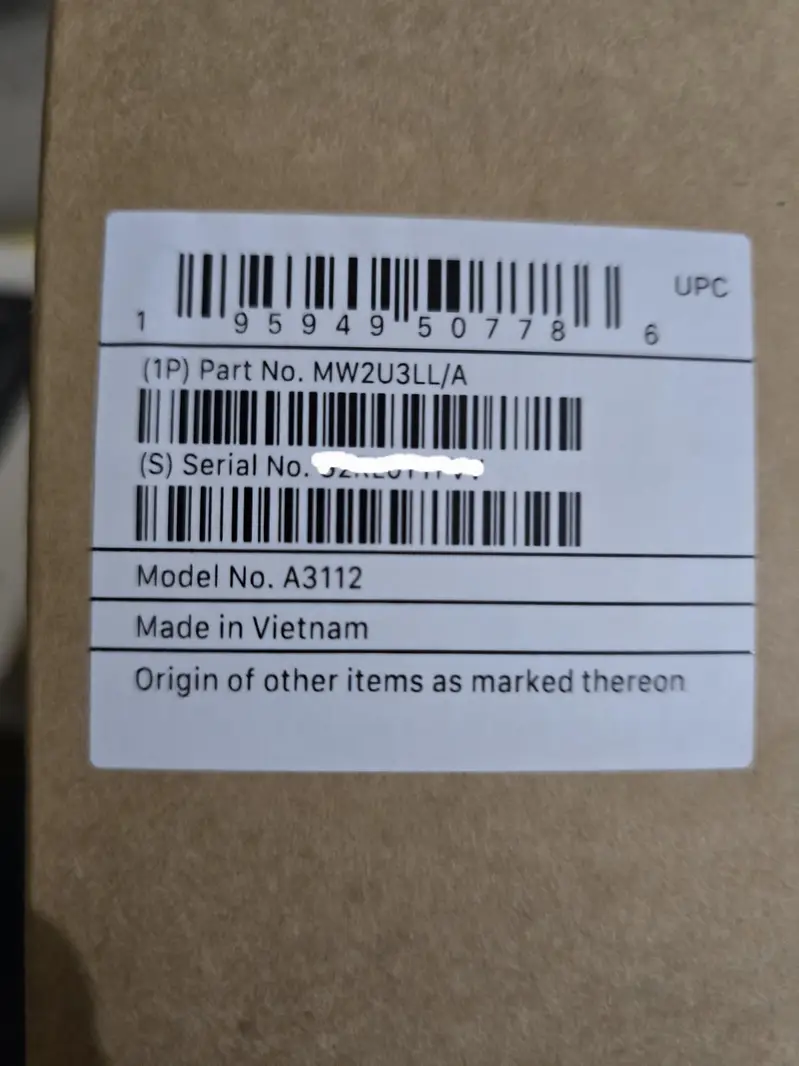 UPC
1 95949 50778 6
(1P) Part No. MW2U3LL/A
(S) Serial No.
Model No. A3112
Made in Vietnam
Origin of other items as marked thereon